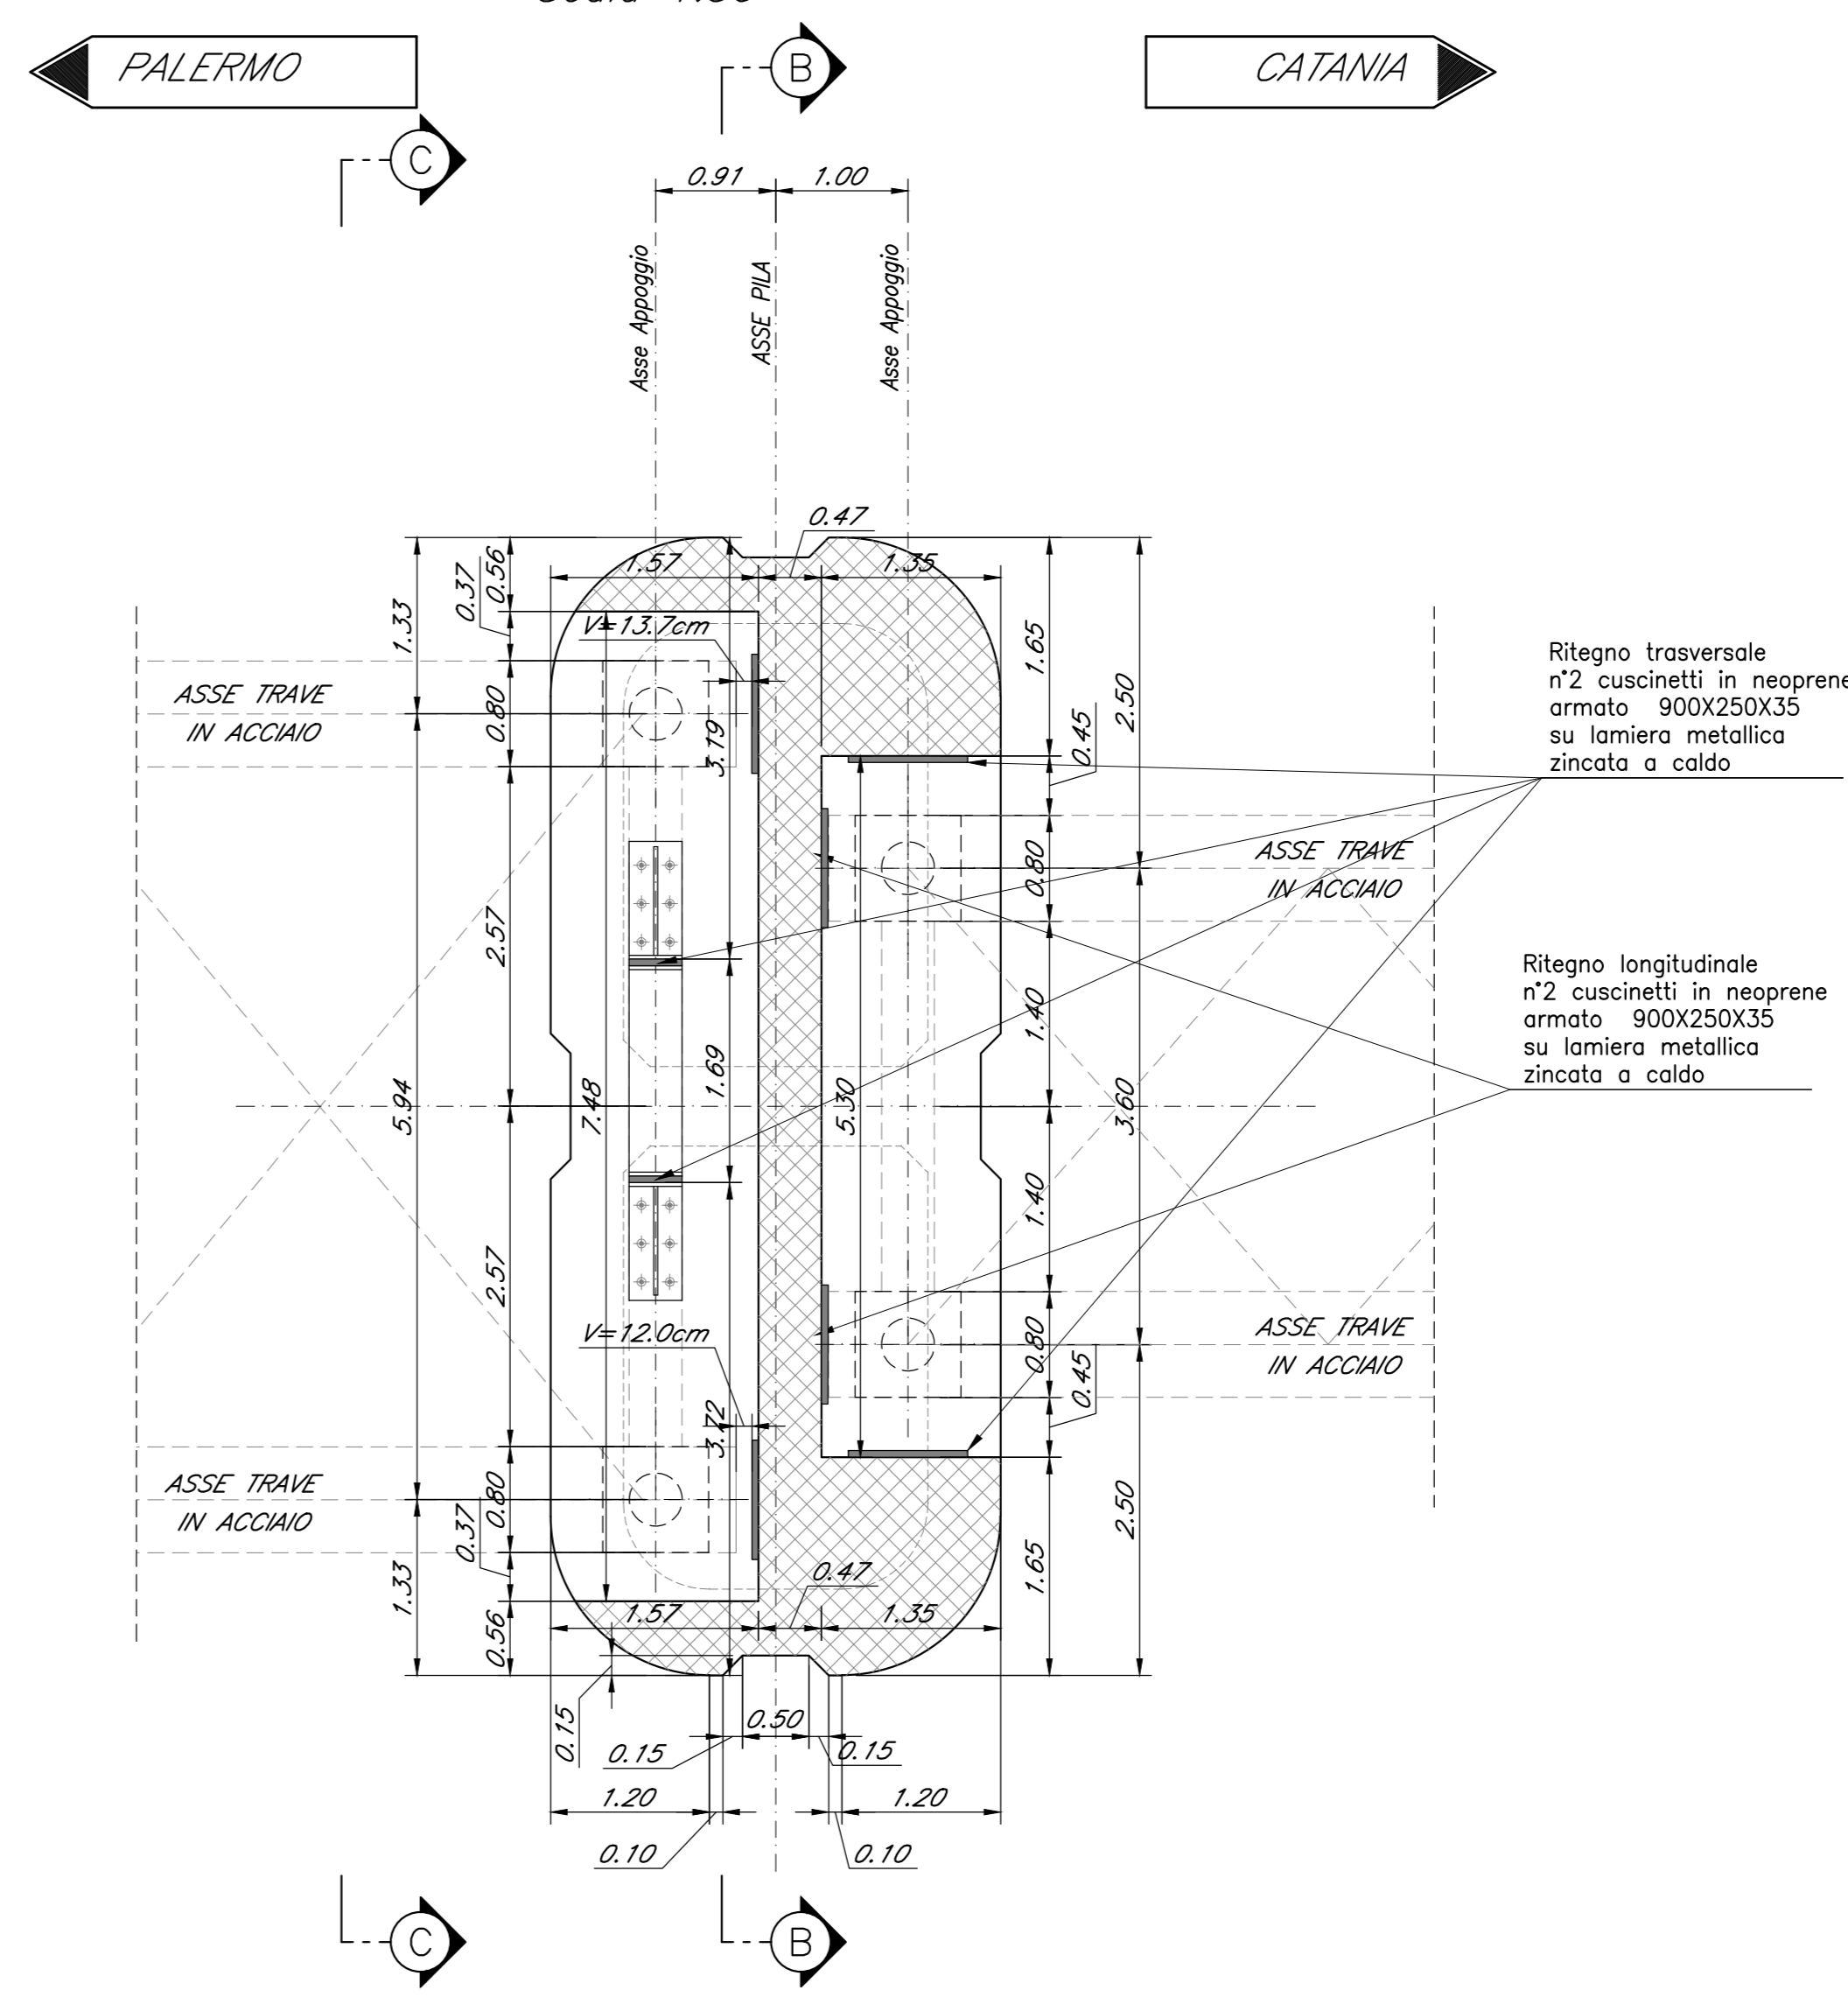 PALERMO
B
CATANIA
C
0.91
1.00
Asse Appoggio
ASSE PILA
Asse Appoggio
0.47
1.57
1.35
0.56
0.37
1.33
V=13.7cm
1.65
2.50
0.45
ASSE TRAVE
IN ACCIAIO
0.80
3.19
Ritegno trasversale
n°2 cuscinetti in neoprene
armato 900X250X35
su lamiera metallica
zincata a caldo
ASSE TRAVE
IN ACCIAIO
0.80
2.57
1.40
Ritegno longitudinale
n°2 cuscinetti in neoprene
armato 900X250X35
su lamiera metallica
zincata a caldo
1.69
5.94
7.48
5.30
3.60
1.40
2.57
V=12.0cm
ASSE TRAVE
IN ACCIAIO
0.80
0.45
3.72
ASSE TRAVE
IN ACCIAIO
0.80
0.37
2.50
1.33
0.47
1.65
1.57
1.35
0.56
0.15
0.50
0.15
0.15
1.20
1.20
0.10
0.10
C
B